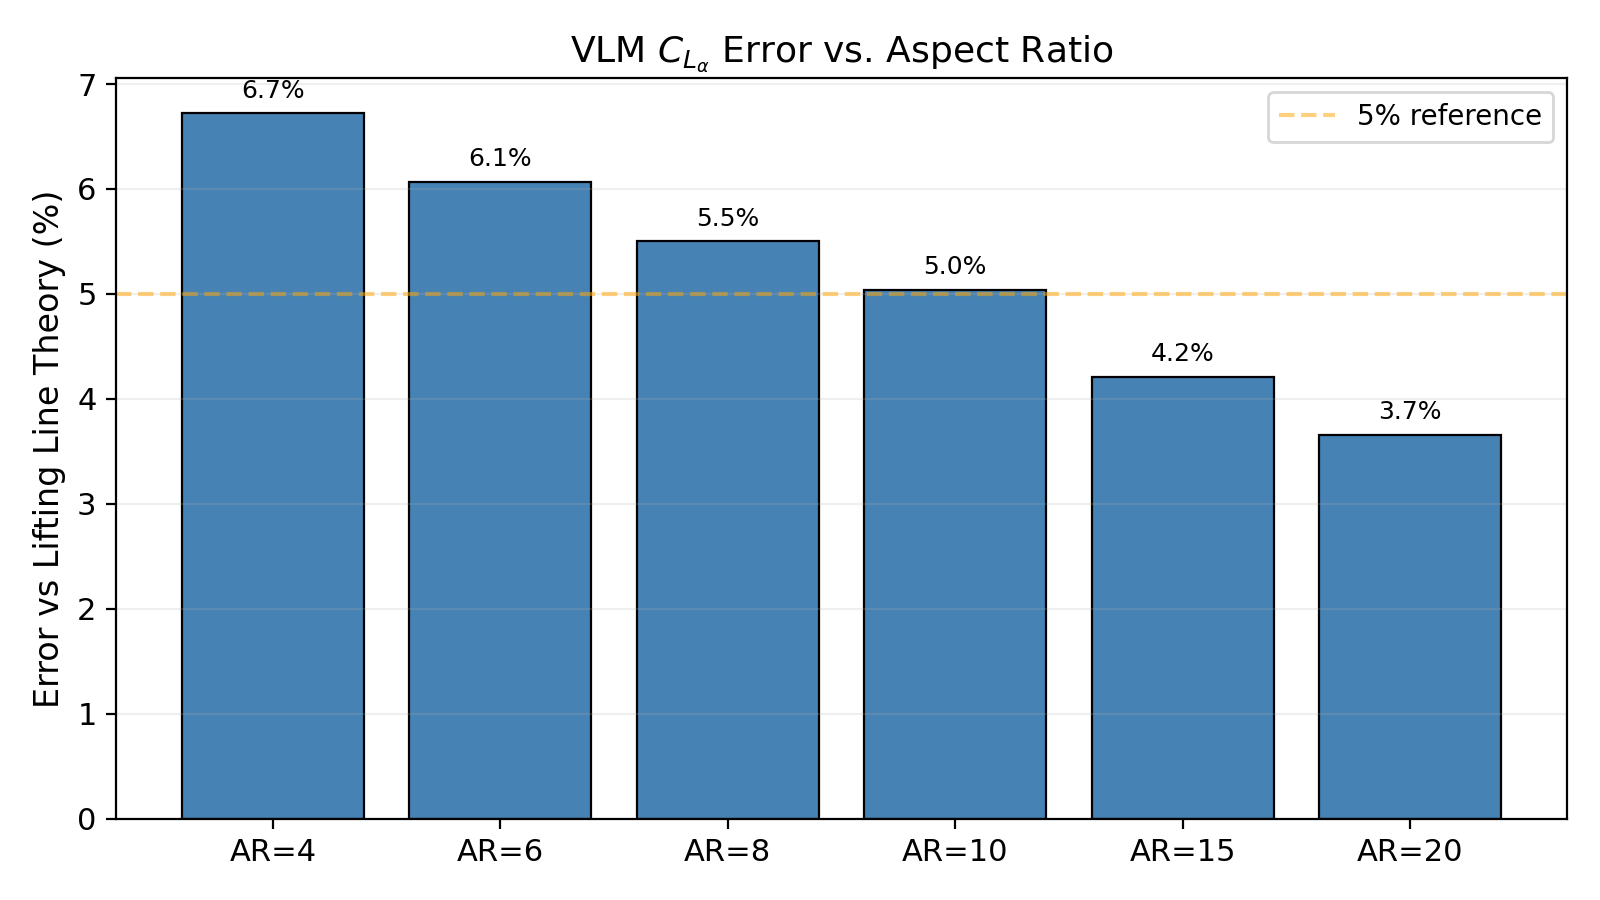 VLM $C_{L_\alpha}$ Error vs. Aspect Ratio
5% reference
Error vs Lifting Line Theory (%)
7
6
5
4
3
2
1
0
6.7%
6.1%
5.5%
5.0%
4.2%
3.7%
AR=4
AR=6
AR=8
AR=10
AR=15
AR=20